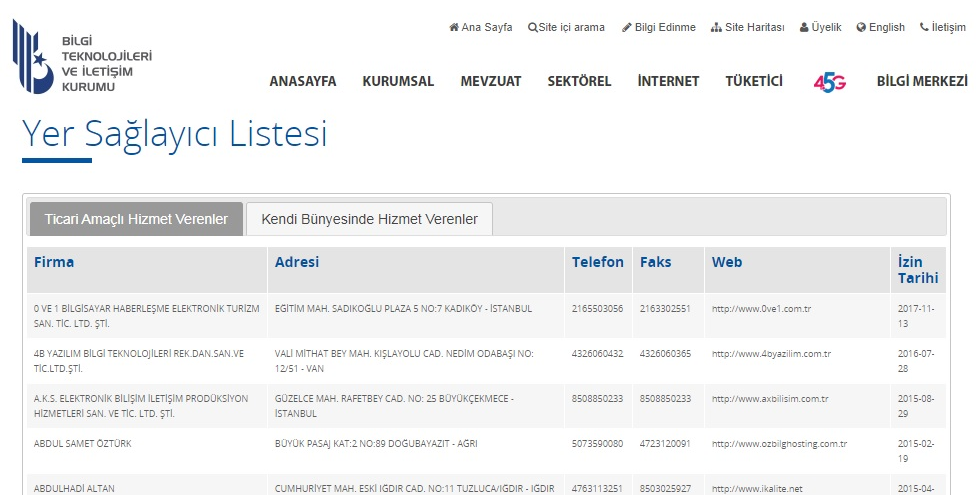 BİLGİ
TEKNOLOJİLERİ
VE İLETİŞİM
KURUMU
Ana Sayfa Site içi arama Bilgi Edinme Site Haritası Üyelik English İletişim
ANASAYFA KURUMSAL MEVZUAT SEKTÖREL İNTERNET TÜKETİCİ 45G BİLGİ MERKEZİ
Yer Sağlayıcı Listesi
Ticari Amaçlı Hizmet Verenler Kendi Bünyesinde Hizmet Verenler
Firma Adresi Telefon Faks Web İzin
Tarihi
0 VE 1 BİLGİSAYAR HABERLEŞME ELEKTRONİK TURİZM EĞİTİM MAH. SADIKOĞLU PLAZA 5 NO:7 KADIKÖY - İSTANBUL 2165503056 2163302551 http://www.0ve1.com.tr 2017-11-
SAN. TİC. LTD. ŞTİ. 13
4B YAZILIM BİLGİ TEKNOLOJİLERİ REK.DAN.SAN.VE VALİ MİTHAT BEY MAH. KIŞLAYOLU CAD. NEDİM ODABAŞI NO: 4326060432 4326060365 http://www.4byazilim.com.tr 2016-07-
TİC.LTD.ŞTİ. 12/51 - VAN 28
A.K.S. ELEKTRONİK BİLİŞİM İLETİŞİM PRODÜKSİYON GÜZELCE MAH. RAFETBEY CAD. NO: 25 BÜYÜKÇEKMECE - 8508850233 8508850233 http://www.axbilisim.com.tr 2015-08-
HİZMETLERİ SAN. VE TİC. LTD. ŞTİ. İSTANBUL 29
ABDUL SAMET ÖZTÜRK BÜYÜK PASAJ KAT:2 NO:89 DOĞUBAYAZIT - AĞRI 5073590080 4723120091 http://www.ozbilghosting.com.tr 2015-02-
19
ABDULHADİ ALTAN CUMHURİYET MAH. ESKİ IĞDIR CAD. NO:11 TUZLUCA/IĞDIR - IĞDIR 4763113251 8503025927 http://www.ikalite.net 2015-04-